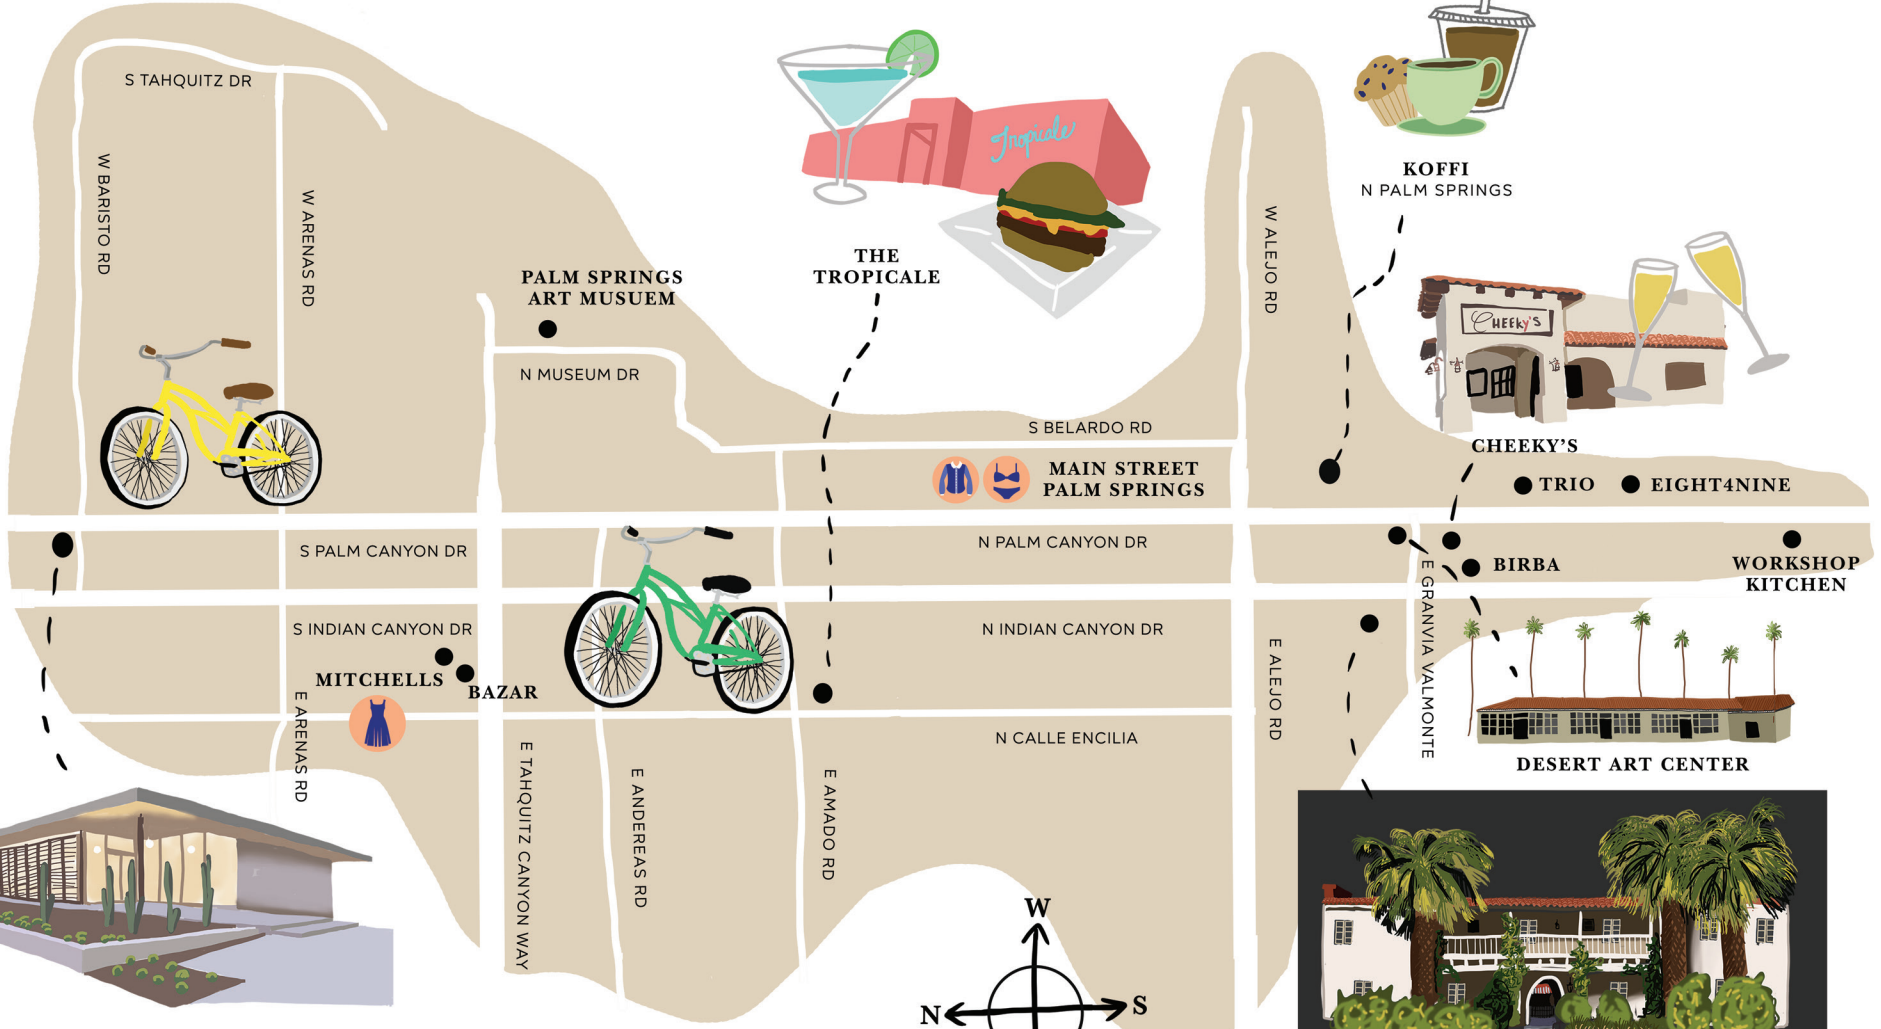 S TAHQUITZ DR
W BARISTO RD
W ARENAS RD
PALM SPRINGS
ART MUSUEM
N MUSEUM DR
Tropicale
THE
TROPICALE
S BELARDO RD
MAIN STREET
PALM SPRINGS
W ALEJO RD
KOFFI
N PALM SPRINGS
CHEEKY'S
CHEEKY'S
TRIO
EIGHT4NINE
S PALM CANYON DR
N PALM CANYON DR
BIRBA
WORKSHOP
KITCHEN
E GRANVIA VALMONTE
S INDIAN CANYON DR
N INDIAN CANYON DR
MITCHELLS
BAZAR
E ARENAS RD
E TAHQUITZ CANYON WAY
E ANDEREAS RD
E AMADO RD
N CALLE ENCILIA
E ALEJO RD
DESERT ART CENTER
W
N
S